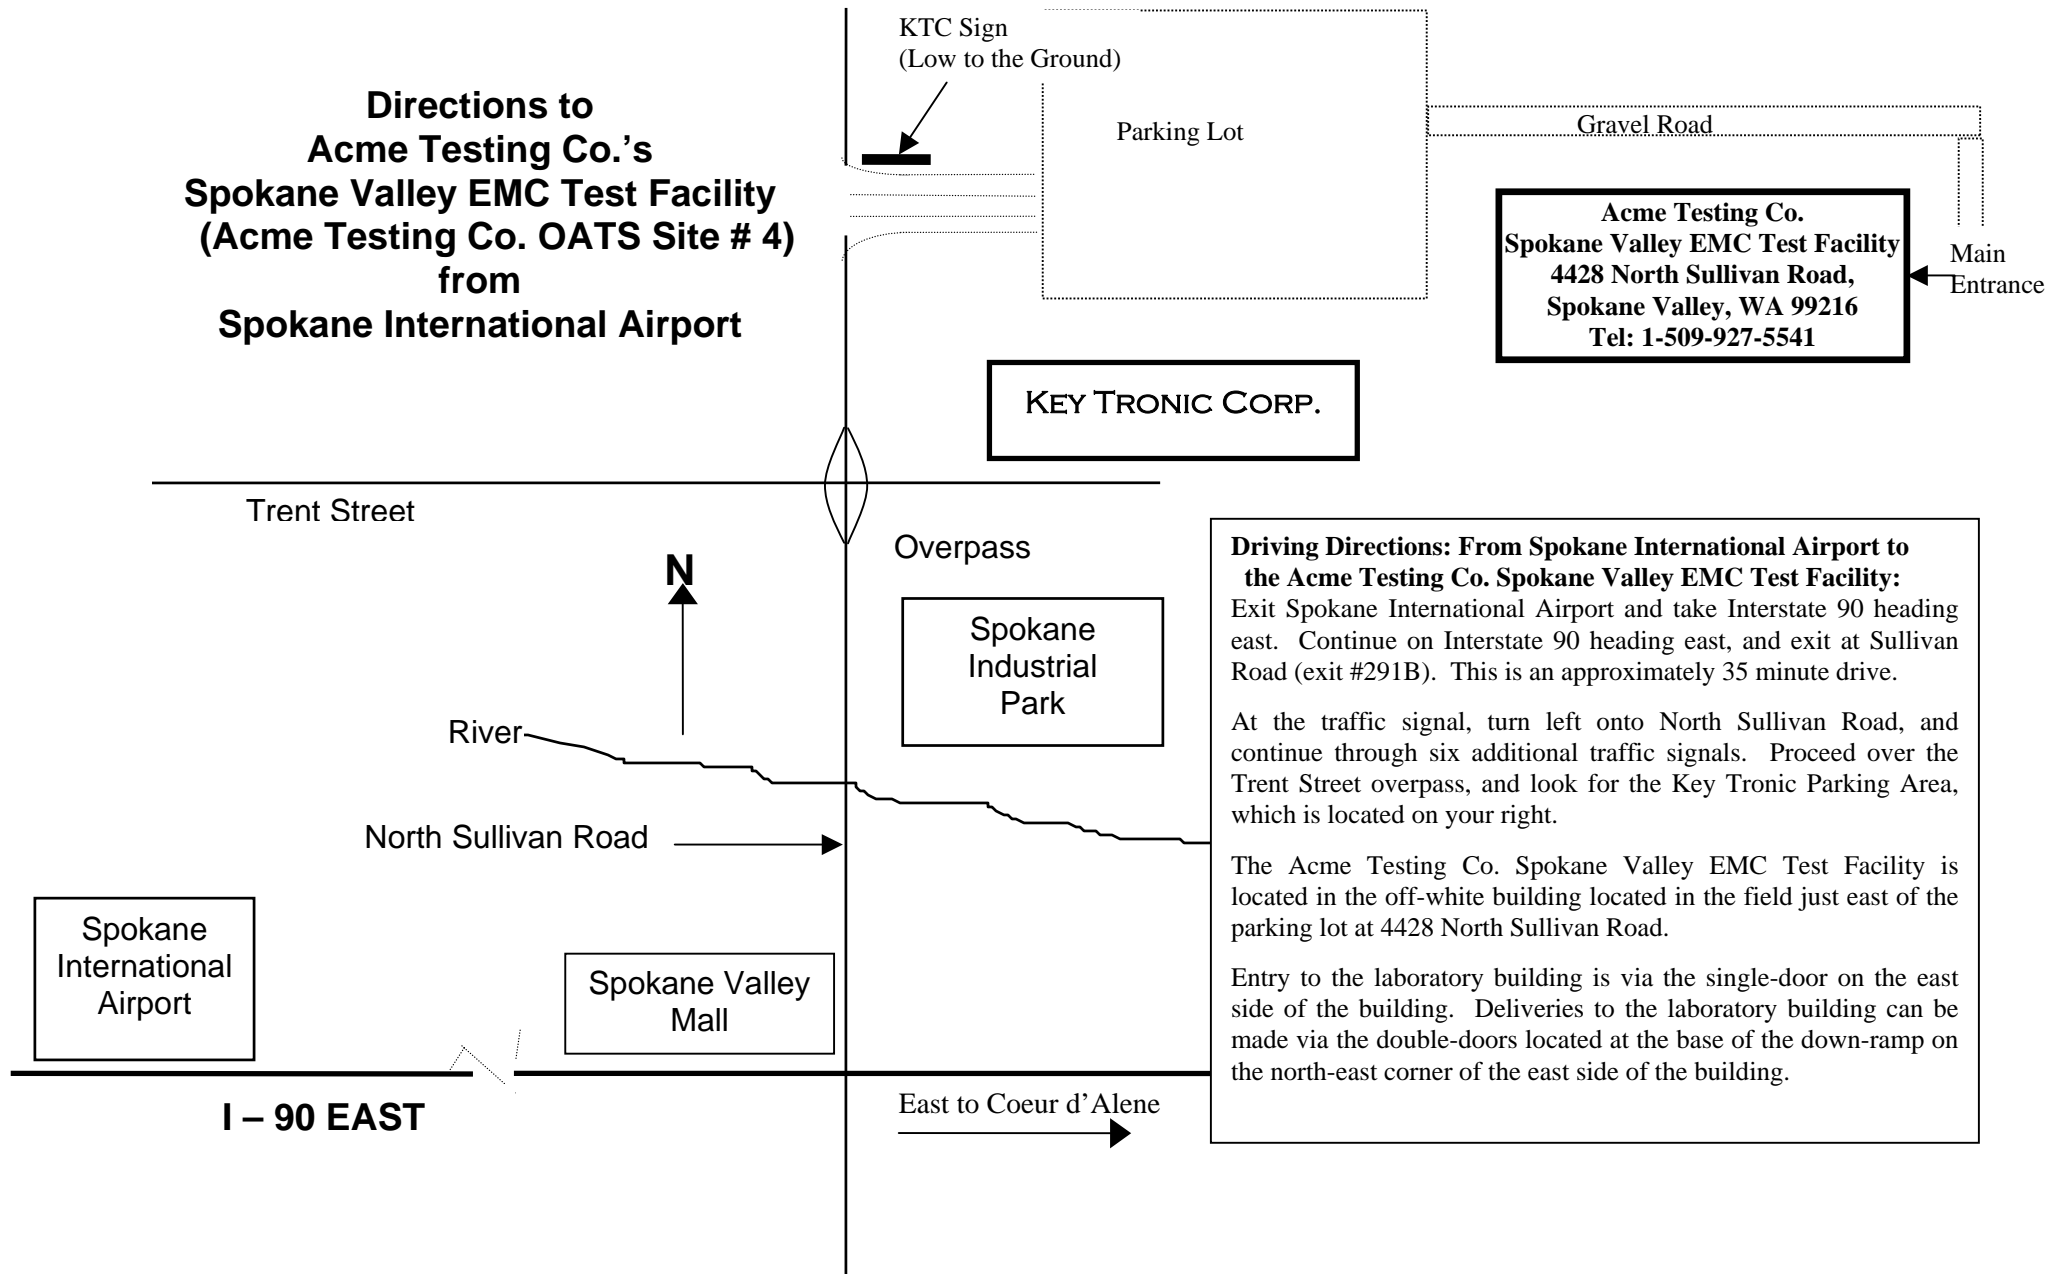 KTC Sign
(Low to the Ground)
Directions to
Acme Testing Co.'s
Spokane Valley EMC Test Facility
(Acme Testing Co. OATS Site # 4)
from
Spokane International Airport
Parking Lot
Gravel Road
Acme Testing Co.
Spokane Valley EMC Test Facility
4428 North Sullivan Road,
Spokane Valley, WA 99216
Tel: 1-509-927-5541
Main
Entrance
KEY TRONIC CORP.
Trent Street
Overpass
N
Spokane
Industrial
Park
River
North Sullivan Road
Spokane
International
Airport
Spokane Valley
Mall
I – 90 EAST
East to Coeur d'Alene
Driving Directions: From Spokane International Airport to
the Acme Testing Co. Spokane Valley EMC Test Facility:
Exit Spokane International Airport and take Interstate 90 heading
east. Continue on Interstate 90 heading east, and exit at Sullivan
Road (exit #291B). This is an approximately 35 minute drive.
At the traffic signal, turn left onto North Sullivan Road, and
continue through six additional traffic signals. Proceed over the
Trent Street overpass, and look for the Key Tronic Parking Area,
which is located on your right.
The Acme Testing Co. Spokane Valley EMC Test Facility is
located in the off-white building located in the field just east of the
parking lot at 4428 North Sullivan Road.
Entry to the laboratory building is via the single-door on the east
side of the building. Deliveries to the laboratory building can be
made via the double-doors located at the base of the down-ramp on
the north-east corner of the east side of the building.